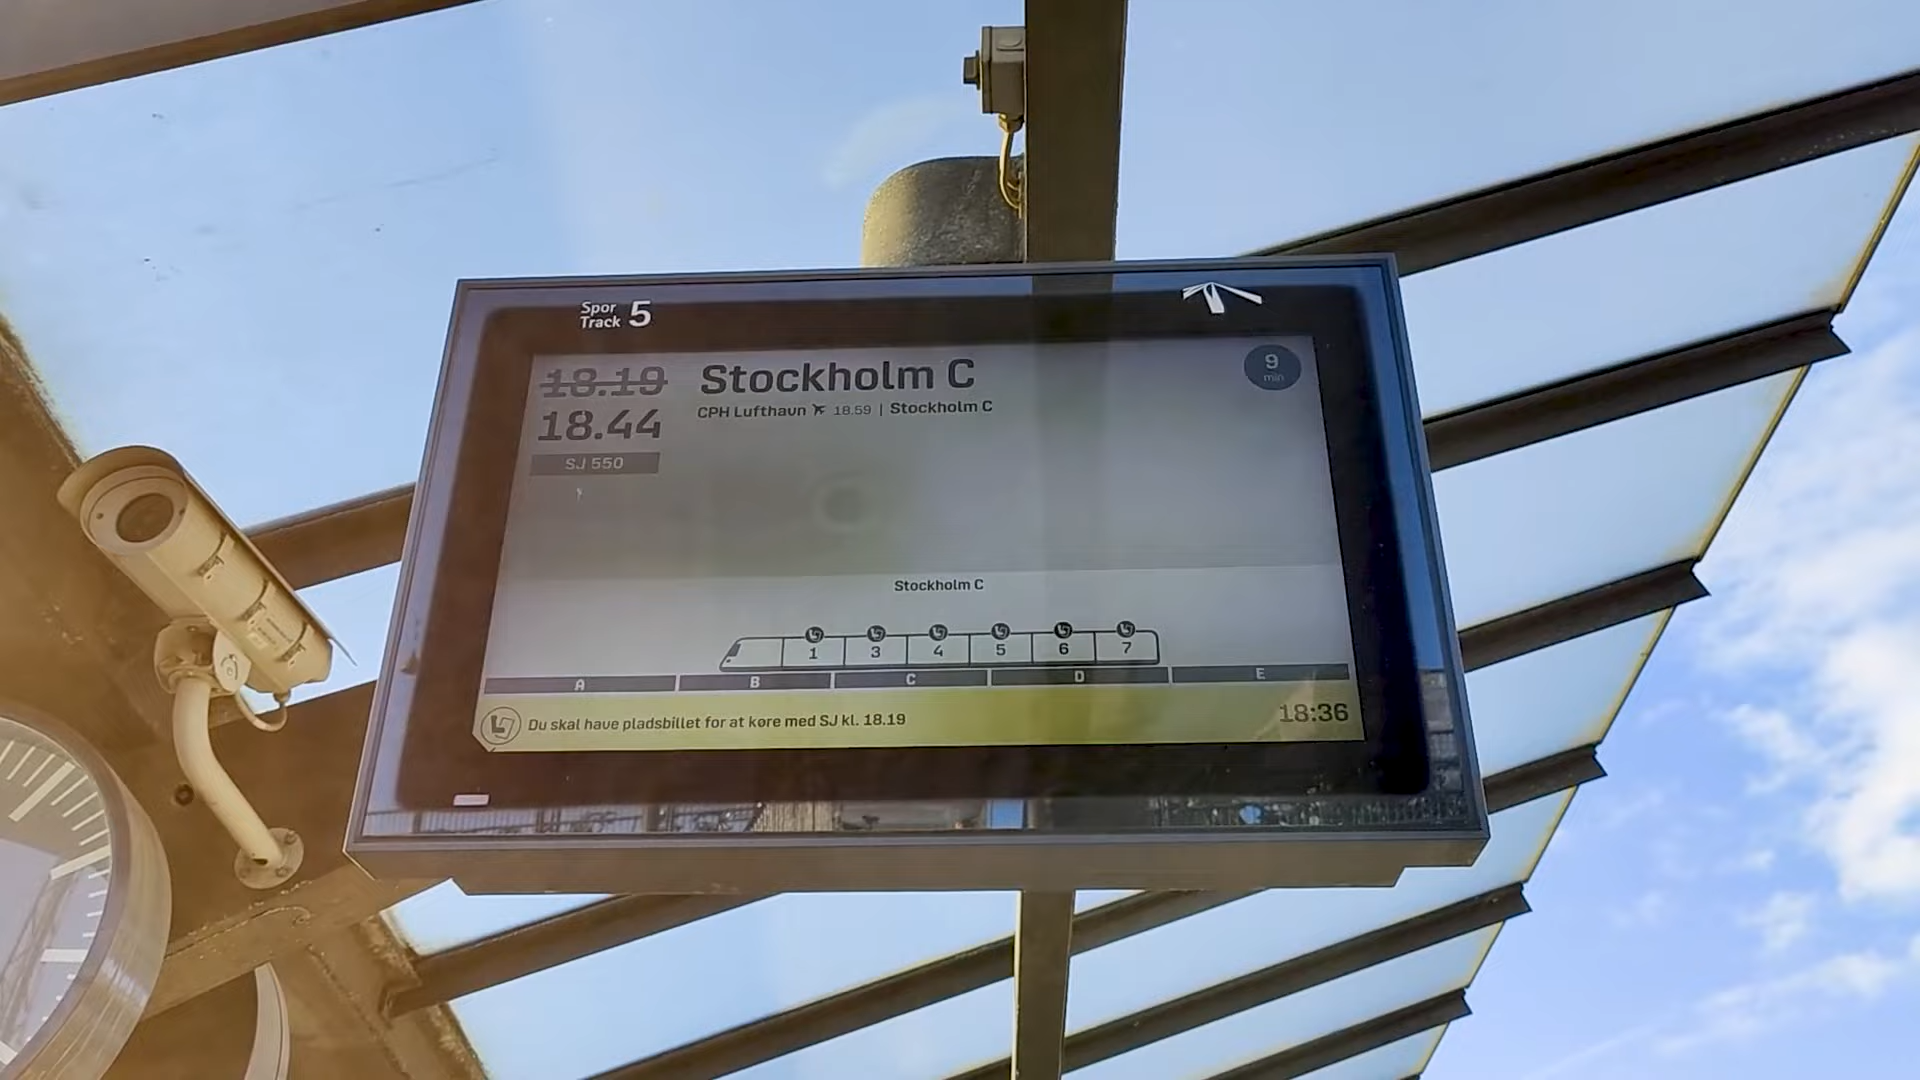 Spor
Track 5
18.19
Stockholm C
9
min
18.44
CPH Lufthavn 18.59 | Stockholm C
SJ 550
Stockholm C
1 3 4 5 6 7
A B C D E
Du skal have pladsbillet for at køre med SJ kl. 18.19
18:36